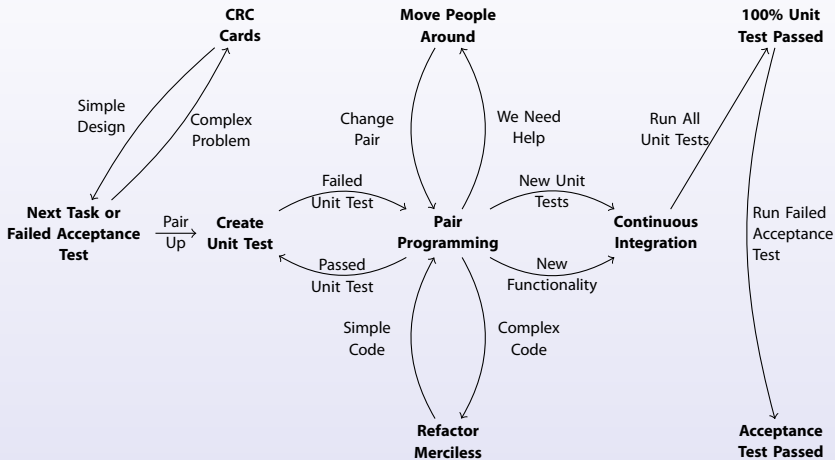 CRC
Cards
Move People
Around
100% Unit
Test Passed
Simple
Design
Complex
Problem
Change
Pair
We Need
Help
Run All
Unit Tests
Next Task or
Failed Acceptance
Test
Pair
Up
Create
Unit Test
Failed
Unit Test
Passed
Unit Test
Pair
Programming
New Unit
Tests
New
Functionality
Continuous
Integration
Run Failed
Acceptance
Test
Simple
Code
Complex
Code
Refactor
Merciless
Acceptance
Test Passed